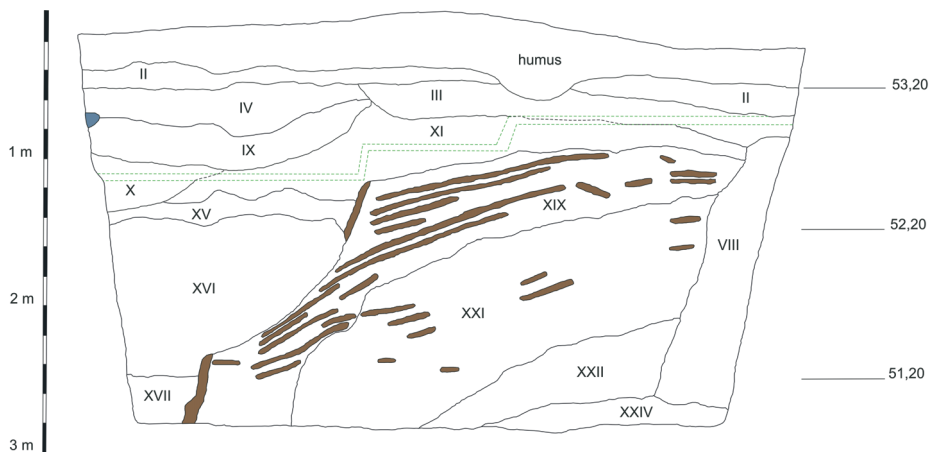 humus
II
53,20
III
II
IV
XI
1 m
IX
X
XIX
XV
52,20
VIII
XVI
2 m
XXI
XXII
51,20
XVII
XXIV
3 m